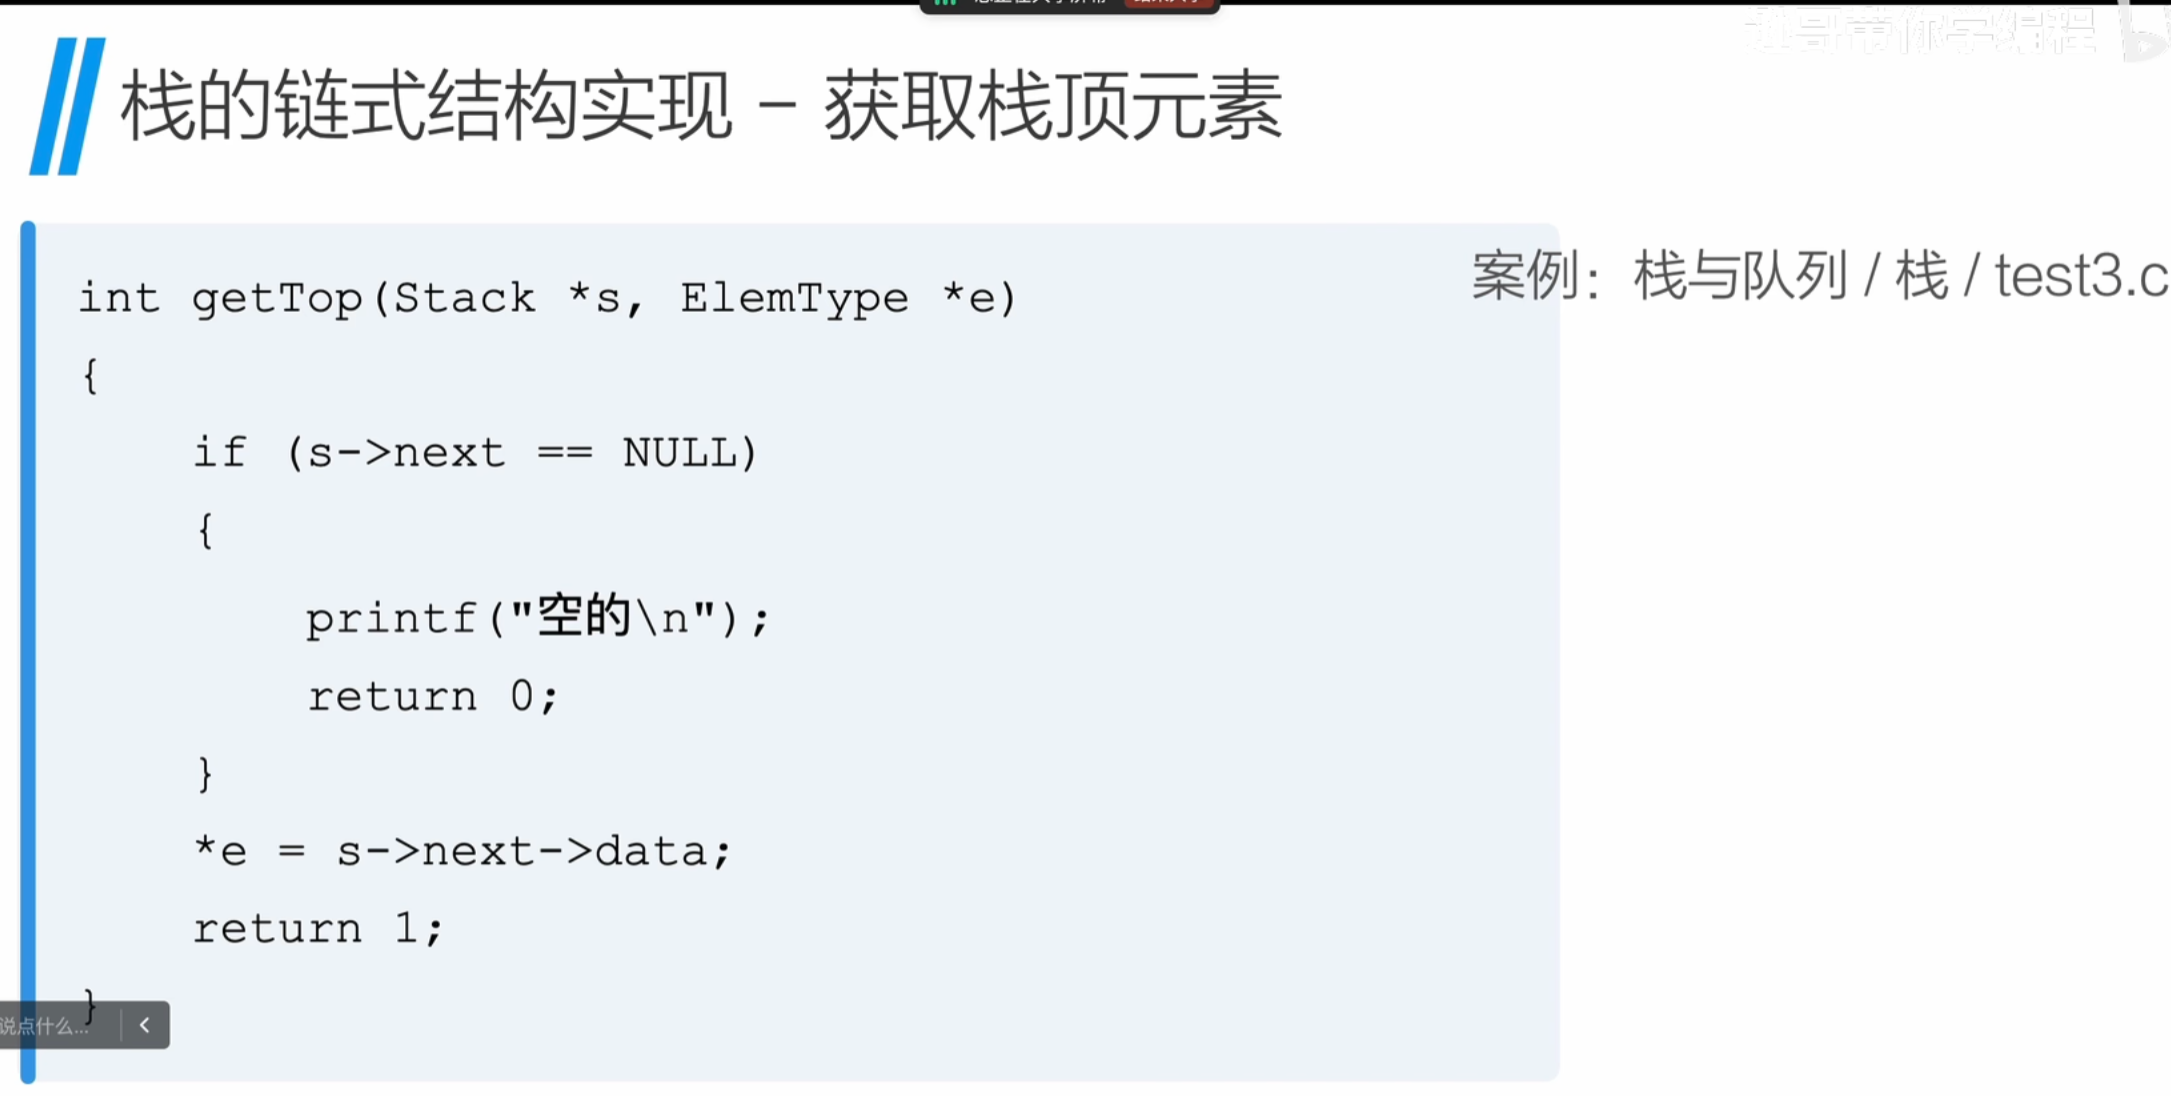 栈的链式结构实现 - 获取栈顶元素
案例：栈与队列 / 栈 / test3.c
int getTop(Stack *s, ElemType *e)
{
if (s->next == NULL)
{
printf("空的\n");
return 0;
}
*e = s->next->data;
return 1;
}
说点什么...